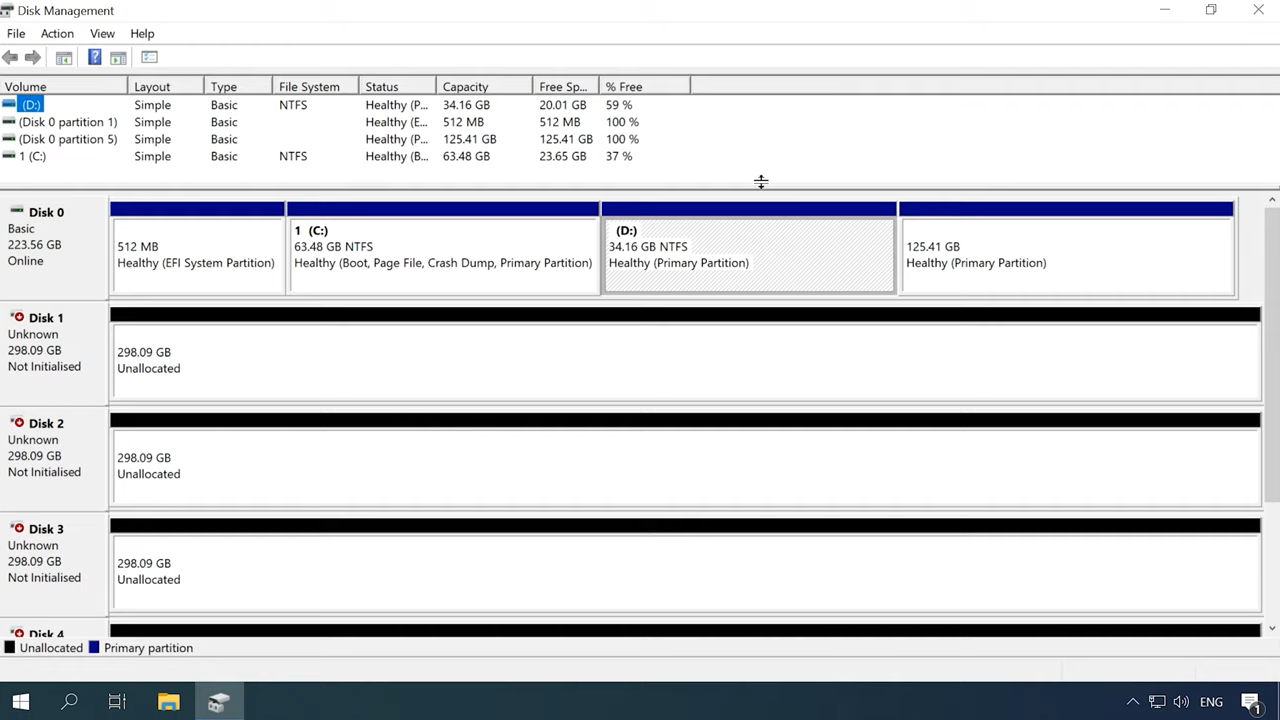 Disk Management
File Action View Help
Volume Layout Type File System Status Capacity Free Sp... % Free
(D:) Simple Basic NTFS Healthy (P... 34.16 GB 20.01 GB 59 %
(Disk 0 partition 1) Simple Basic Healthy (E... 512 MB 512 MB 100 %
(Disk 0 partition 5) Simple Basic Healthy (P... 125.41 GB 125.41 GB 100 %
1 (C:) Simple Basic NTFS Healthy (B... 63.48 GB 23.65 GB 37 %
Disk 0
Basic
223.56 GB
Online
512 MB
Healthy (EFI System Partition)
1 (C:)
63.48 GB NTFS
Healthy (Boot, Page File, Crash Dump, Primary Partition)
(D:)
34.16 GB NTFS
Healthy (Primary Partition)
125.41 GB
Healthy (Primary Partition)
Disk 1
Unknown
298.09 GB
Not Initialised
298.09 GB
Unallocated
Disk 2
Unknown
298.09 GB
Not Initialised
298.09 GB
Unallocated
Disk 3
Unknown
298.09 GB
Not Initialised
298.09 GB
Unallocated
Disk 4
Unallocated Primary partition
ENG
1